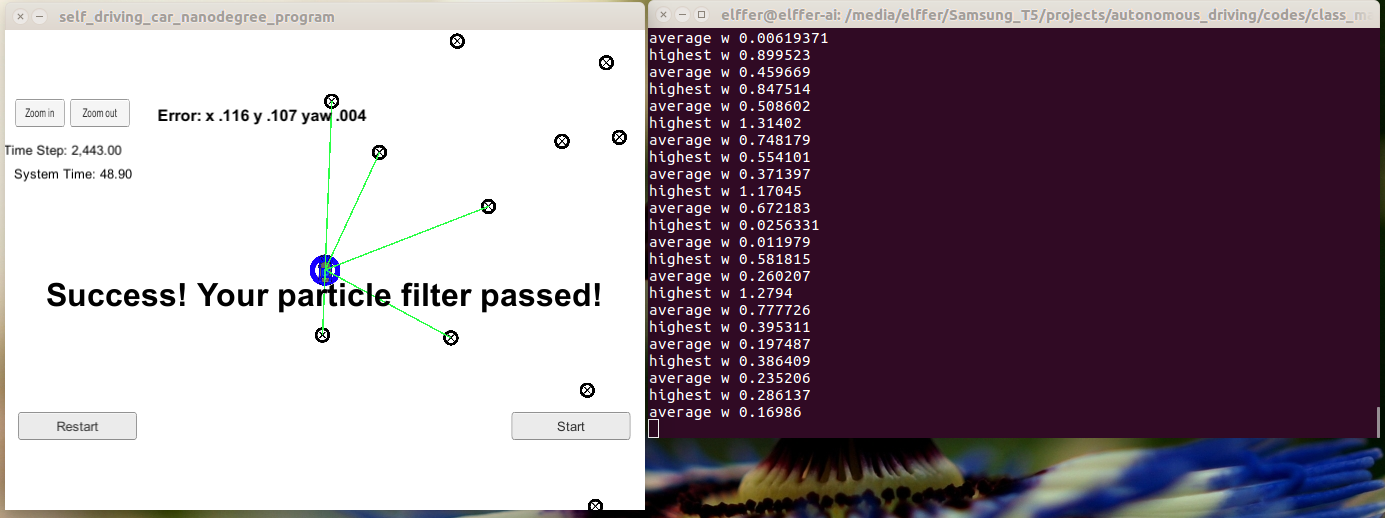 self_driving_car_nanodegree_program
Zoom in
Zoom out
Error: x .116 y .107 yaw .004
Time Step: 2,443.00
System Time: 48.90
Success! Your particle filter passed!
Restart
Start
elffer@elffer-ai: /media/elffer/Samsung_T5/projects/autonomous_driving/codes/class_m
average w 0.00619371
highest w 0.899523
average w 0.459669
highest w 0.847514
average w 0.508602
highest w 1.31402
average w 0.748179
highest w 0.554101
average w 0.371397
highest w 1.17045
average w 0.672183
highest w 0.0256331
average w 0.011979
highest w 0.581815
average w 0.260207
highest w 1.2794
average w 0.777726
highest w 0.395311
average w 0.197487
highest w 0.386409
average w 0.235206
highest w 0.286137
average w 0.16986